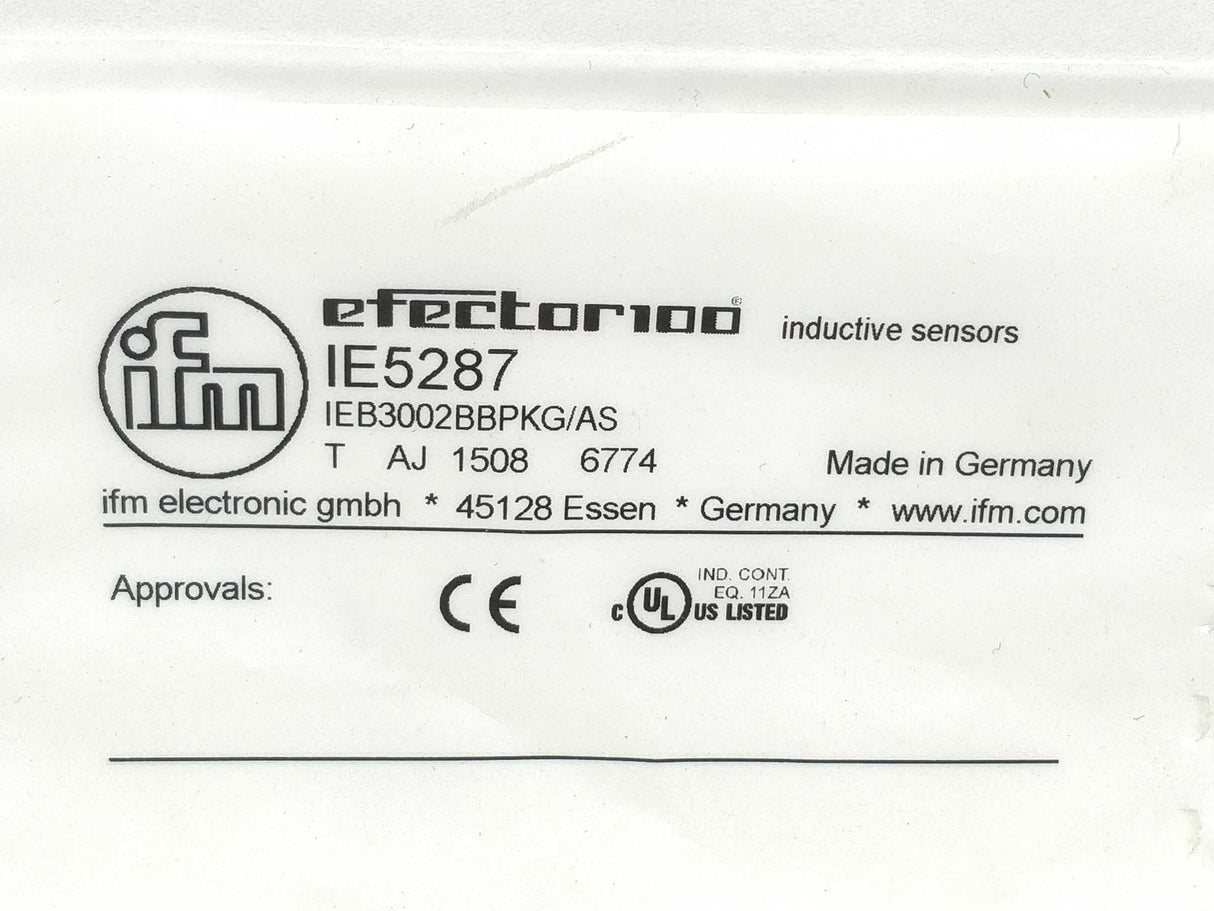 ifm
efector100® inductive sensors
IE5287
IEB3002BBPKG/AS
T AJ 1508 6774 Made in Germany
ifm electronic gmbh * 45128 Essen * Germany * www.ifm.com
Approvals:
CE
IND. CONT.
EQ. 11ZA
c UL US LISTED